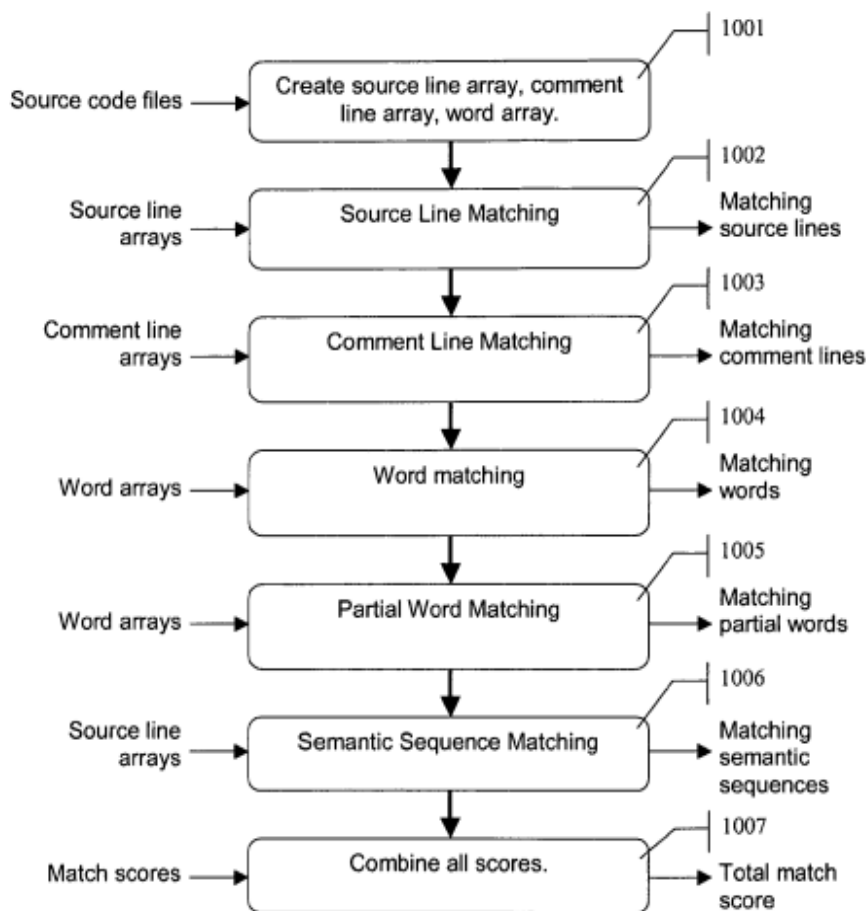 1001
Source code files
Create source line array, comment
line array, word array.
1002
Source line
arrays
Source Line Matching
Matching
source lines
1003
Comment line
arrays
Comment Line Matching
Matching
comment lines
1004
Word arrays
Word matching
Matching
words
1005
Word arrays
Partial Word Matching
Matching
partial words
1006
Source line
arrays
Semantic Sequence Matching
Matching
semantic
sequences
1007
Match scores
Combine all scores.
Total match
score